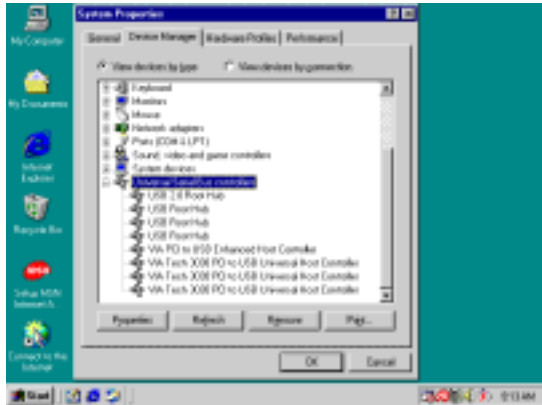 System Properties
My Computer
General Device Manager Hardware Profiles Performance
View devices by type View devices by connection
My Documents
Keyboard
Monitors
Mouse
Network adapters
Ports (COM & LPT)
Sound, video and game controllers
System devices
Universal Serial Bus controllers
Internet
Explorer
USB 2.0 Root Hub
USB Root Hub
USB Root Hub
USB Root Hub
Recycle Bin
VIA PCI to USB Enhanced Host Controller
VIA Tech 3038 PCI to USB Universal Host Controller
VIA Tech 3038 PCI to USB Universal Host Controller
VIA Tech 3038 PCI to USB Universal Host Controller
msn
Setup MSN
Internet A...
Properties Refresh Remove Print...
Connect to the
Internet
OK Cancel
Start
9:13 AM